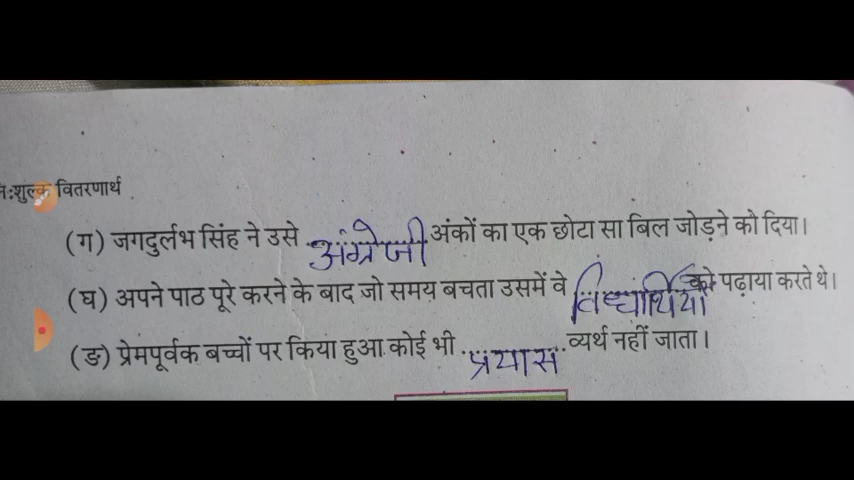 नि:शुल्क वितरणार्थ
(ग) जगदुर्लभ सिंह ने उसे अंग्रेजी अंकों का एक छोटा सा बिल जोड़ने को दिया।
(घ) अपने पाठ पूरे करने के बाद जो समय बचता उसमें वे विद्यार्थियों को पढ़ाया करते थे।
(ङ) प्रेमपूर्वक बच्चों पर किया हुआ कोई भी प्रयास व्यर्थ नहीं जाता।